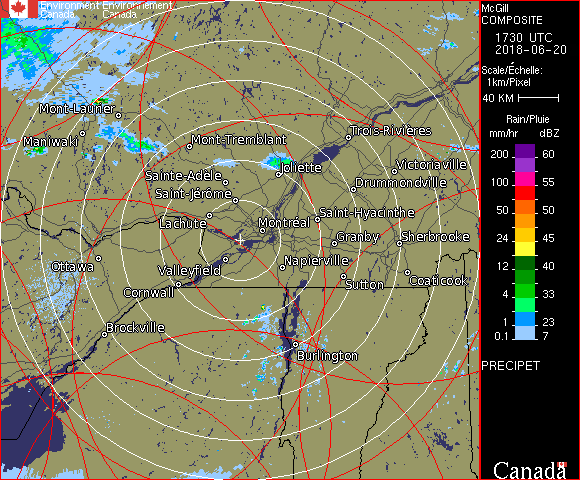 Environment Environnement
Canada Canada
McGill
COMPOSITE
1730 UTC
2018-06-20
Scale/Échelle:
1km/Pixel
40 KM
Rain/Pluie
mm/hr dBZ
200 60
150 57
100 55
50 50
24 45
12 40
4 33
1 23
0.1 7
PRECIPET
Canada
Mont-Laurier
Maniwaki
Mont-Tremblant
Trois-Rivières
Joliette
Victoriaville
Sainte-Adèle
Drummondville
Saint-Jérôme
Saint-Hyacinthe
Lachute
Montréal
Granby
Sherbrooke
Ottawa
Valleyfield
Napierville
Cornwall
Sutton
Coaticook
Brockville
Burlington